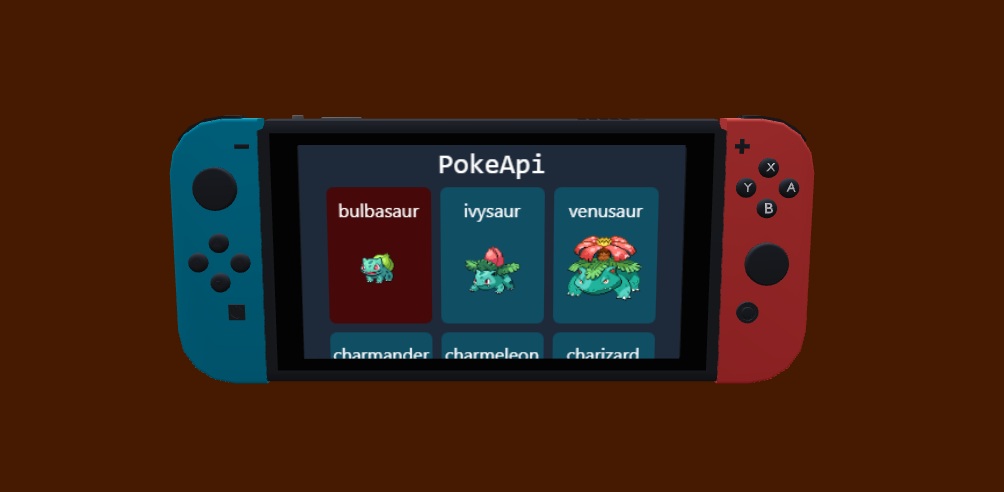 PokeApi
bulbasaur ivysaur venusaur
charmander charmeleon charizard
X
Y A
B